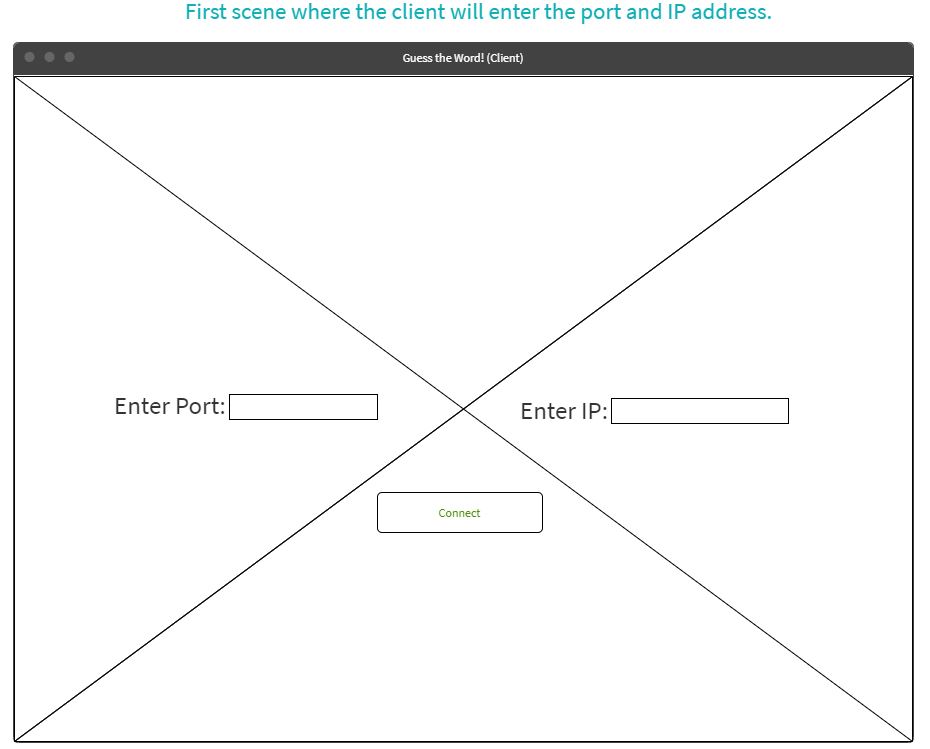 First scene where the client will enter the port and IP address.
Guess the Word! (Client)
Enter Port:
Enter IP:
Connect